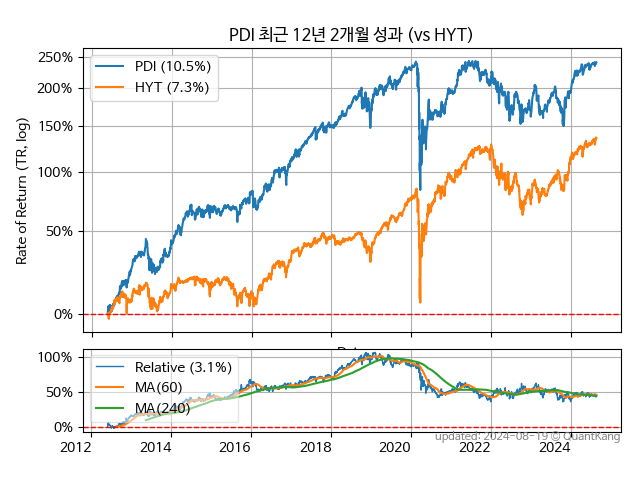 PDI 최근 12년 2개월 성과 (vs HYT)
250%
200%
150%
100%
50%
0%
Rate of Return (TR, log)
PDI (10.5%)
HYT (7.3%)
100%
50%
0%
Relative (3.1%)
MA(60)
MA(240)
2012 2014 2016 2018 2020 2022 2024
updated: 2024-08-19 © QuantKang